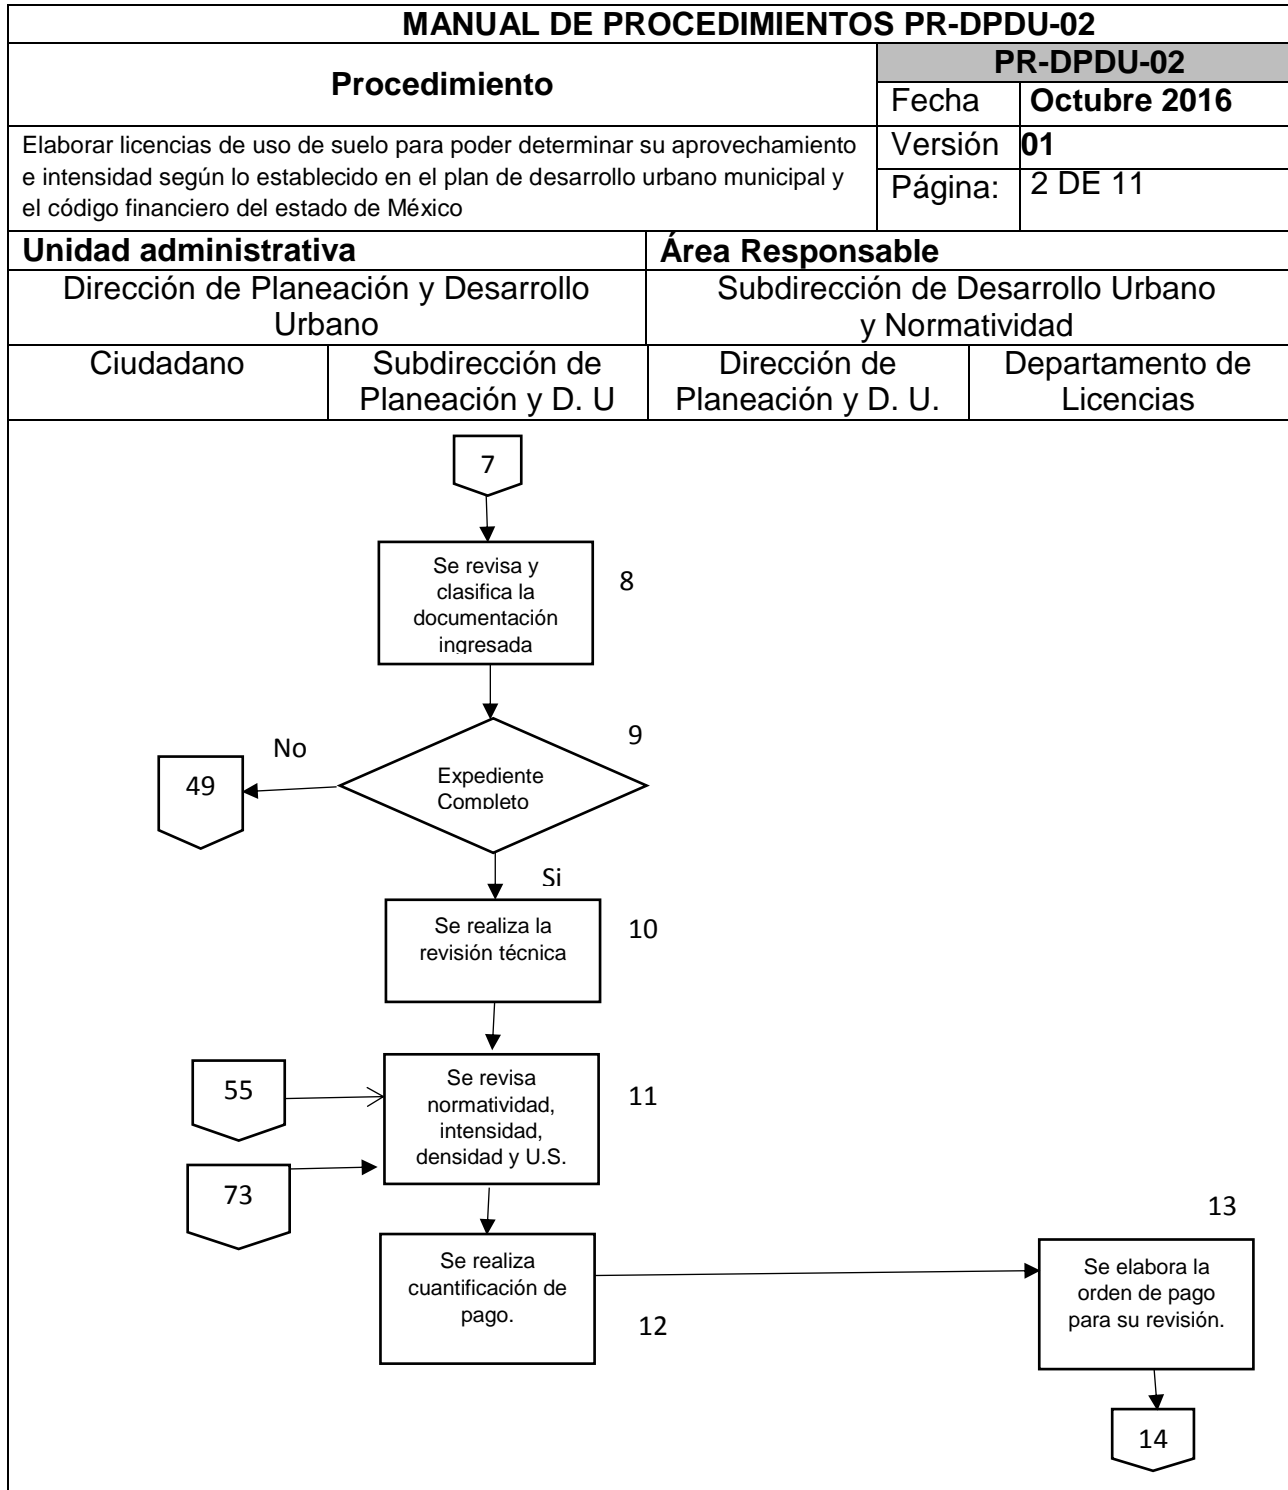 MANUAL DE PROCEDIMIENTOS PR-DPDU-02
Procedimiento
PR-DPDU-02
Fecha
Octubre 2016
Elaborar licencias de uso de suelo para poder determinar su aprovechamiento
e intensidad según lo establecido en el plan de desarrollo urbano municipal y
el código financiero del estado de México
Versión
01
Página:
2 DE 11
Unidad administrativa
Área Responsable
Dirección de Planeación y Desarrollo
Urbano
Subdirección de Desarrollo Urbano
y Normatividad
Ciudadano
Subdirección de
Planeación y D. U
Dirección de
Planeación y D. U.
Departamento de
Licencias
7
Se revisa y
clasifica la
documentación
ingresada
8
9
No
49
Expediente
Completo
Si
Se realiza la
revisión técnica
10
55
Se revisa
normatividad,
intensidad,
densidad y U.S.
11
73
Se realiza
cuantificación de
pago.
12
13
Se elabora la
orden de pago
para su revisión.
14